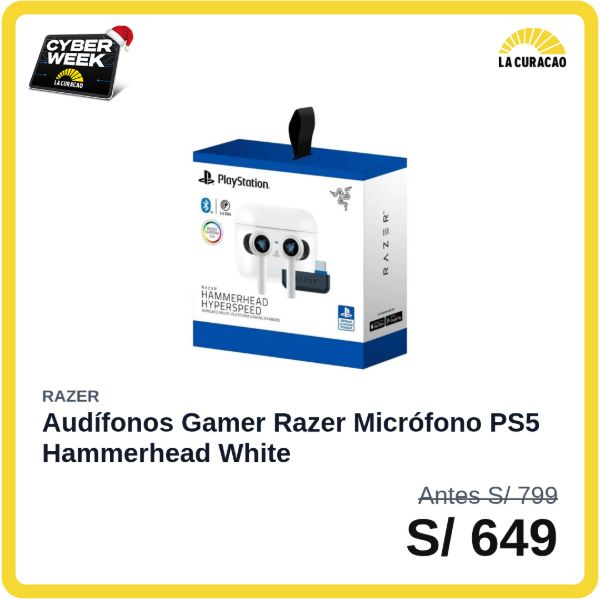 CYBER
WEEK
LA CURACAO
LA CURACAO
PlayStation
RAZER
RAZER
HAMMERHEAD
HYPERSPEED
RAZER
Audífonos Gamer Razer Micrófono PS5
Hammerhead White
Antes S/ 799
S/ 649